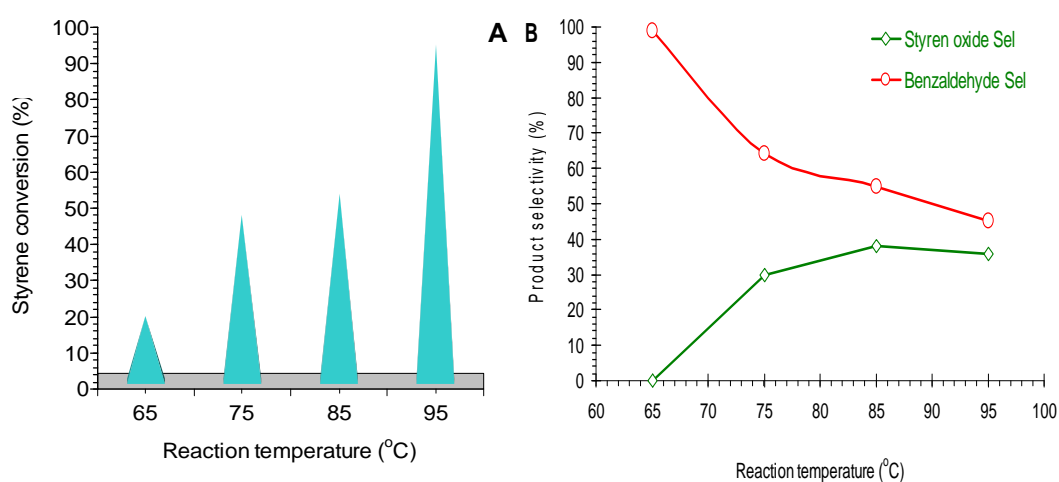 A B
Styrene conversion (%)
100
90
80
70
60
50
40
30
20
10
0
65 75 85 95
Reaction temperature (°C)
Styren oxide Sel
Benzaldehyde Sel
Product selectivity (%)
100
90
80
70
60
50
40
30
20
10
0
60 65 70 75 80 85 90 95 100
Reaction temperature (°C)